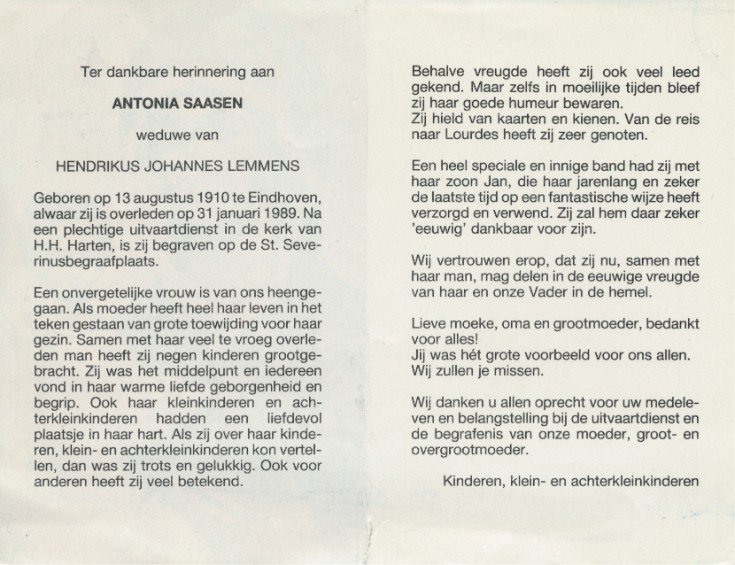 Ter dankbare herinnering aan
ANTONIA SAASEN
weduwe van
HENDRIKUS JOHANNES LEMMENS
Geboren op 13 augustus 1910 te Eindhoven,
alwaar zij is overleden op 31 januari 1989. Na
een plechtige uitvaartdienst in de kerk van
H.H. Harten, is zij begraven op de St. Seve-
rinusbegraafplaats.
Een onvergetelijke vrouw is van ons heenge-
gaan. Als moeder heeft heel haar leven in het
teken gestaan van grote toewijding voor haar
gezin. Samen met haar veel te vroeg overle-
den man heeft zij negen kinderen grootge-
bracht. Zij was het middelpunt en iedereen
vond in haar warme liefde geborgenheid en
begrip. Ook haar kleinkinderen en ach-
terkleinkinderen hadden een liefdevol
plaatsje in haar hart. Als zij over haar kinde-
ren, klein- en achterkleinkinderen kon vertel-
len, dan was zij trots en gelukkig. Ook voor
anderen heeft zij veel betekend.
Behalve vreugde heeft zij ook veel leed
gekend. Maar zelfs in moeilijke tijden bleef
zij haar goede humeur bewaren.
Zij hield van kaarten en kienen. Van de reis
naar Lourdes heeft zij zeer genoten.
Een heel speciale en innige band had zij met
haar zoon Jan, die haar jarenlang en zeker
de laatste tijd op een fantastische wijze heeft
verzorgd en verwend. Zij zal hem daar zeker
'eeuwig' dankbaar voor zijn.
Wij vertrouwen erop, dat zij nu, samen met
haar man, mag delen in de eeuwige vreugde
van haar en onze Vader in de hemel.
Lieve moeke, oma en grootmoeder, bedankt
voor alles!
Jij was hét grote voorbeeld voor ons allen.
Wij zullen je missen.
Wij danken u allen oprecht voor uw medele-
ven en belangstelling bij de uitvaartdienst en
de begrafenis van onze moeder, groot- en
overgrootmoeder.
Kinderen, klein- en achterkleinkinderen